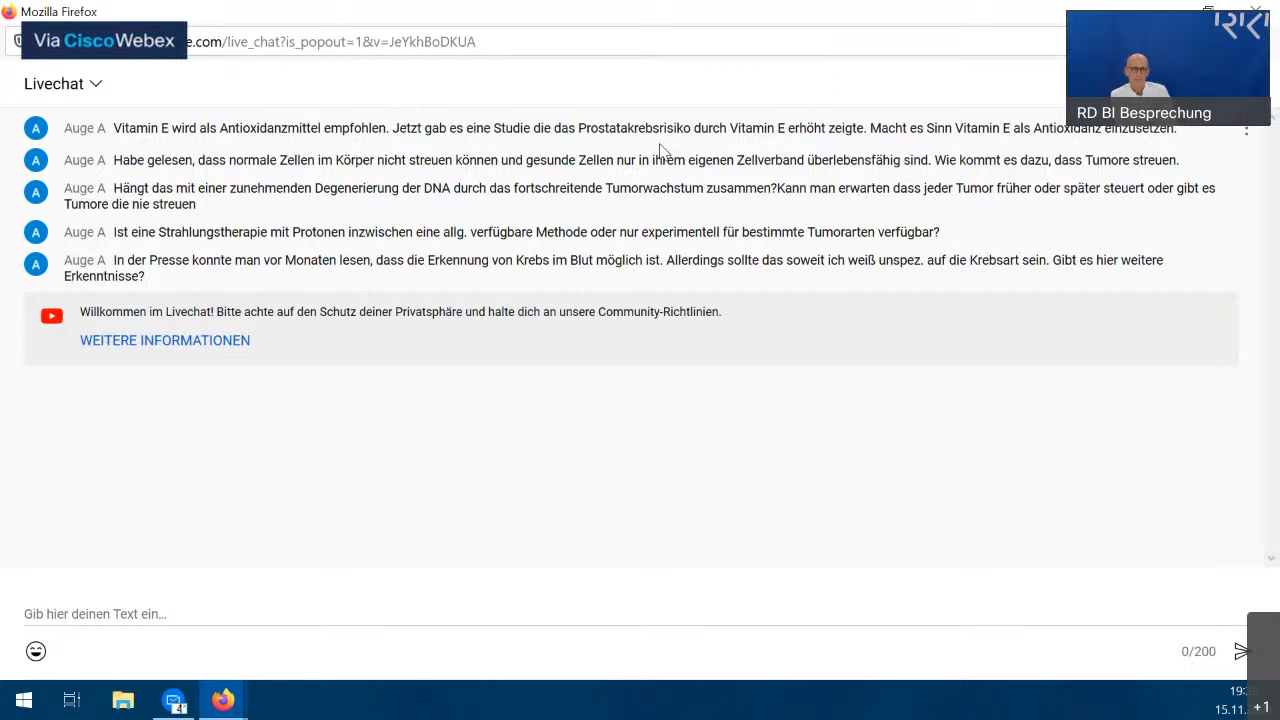 Mozilla Firefox
Via CiscoWebex
e.com/live_chat?is_popout=1&v=JeYkhBoDKUA
Livechat
RD BI Besprechung
A Auge A Vitamin E wird als Antioxidanzmittel empfohlen. Jetzt gab es eine Studie die das Prostatakrebsrisiko durch Vitamin E erhöht zeigte. Macht es Sinn Vitamin E als Antioxidanz einzusetzen.
A Auge A Habe gelesen, dass normale Zellen im Körper nicht streuen können und gesunde Zellen nur in ihrem eigenen Zellverband überlebensfähig sind. Wie kommt es dazu, dass Tumore streuen.
A Auge A Hängt das mit einer zunehmenden Degenerierung der DNA durch das fortschreitende Tumorwachstum zusammen?Kann man erwarten dass jeder Tumor früher oder später steuert oder gibt es
Tumore die nie streuen
A Auge A Ist eine Strahlungstherapie mit Protonen inzwischen eine allg. verfügbare Methode oder nur experimentell für bestimmte Tumorarten verfügbar?
A Auge A In der Presse konnte man vor Monaten lesen, dass die Erkennung von Krebs im Blut möglich ist. Allerdings sollte das soweit ich weiß unspez. auf die Krebsart sein. Gibt es hier weitere
Erkenntnisse?
Willkommen im Livechat! Bitte achte auf den Schutz deiner Privatsphäre und halte dich an unsere Community-Richtlinien.
WEITERE INFORMATIONEN
Gib hier deinen Text ein…
0/200
4
19:
15.11.
+1